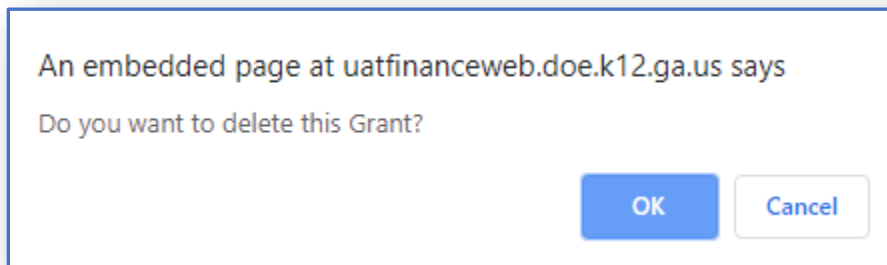 An embedded page at uatfinanceweb.doe.k12.ga.us says
Do you want to delete this Grant?
OK Cancel